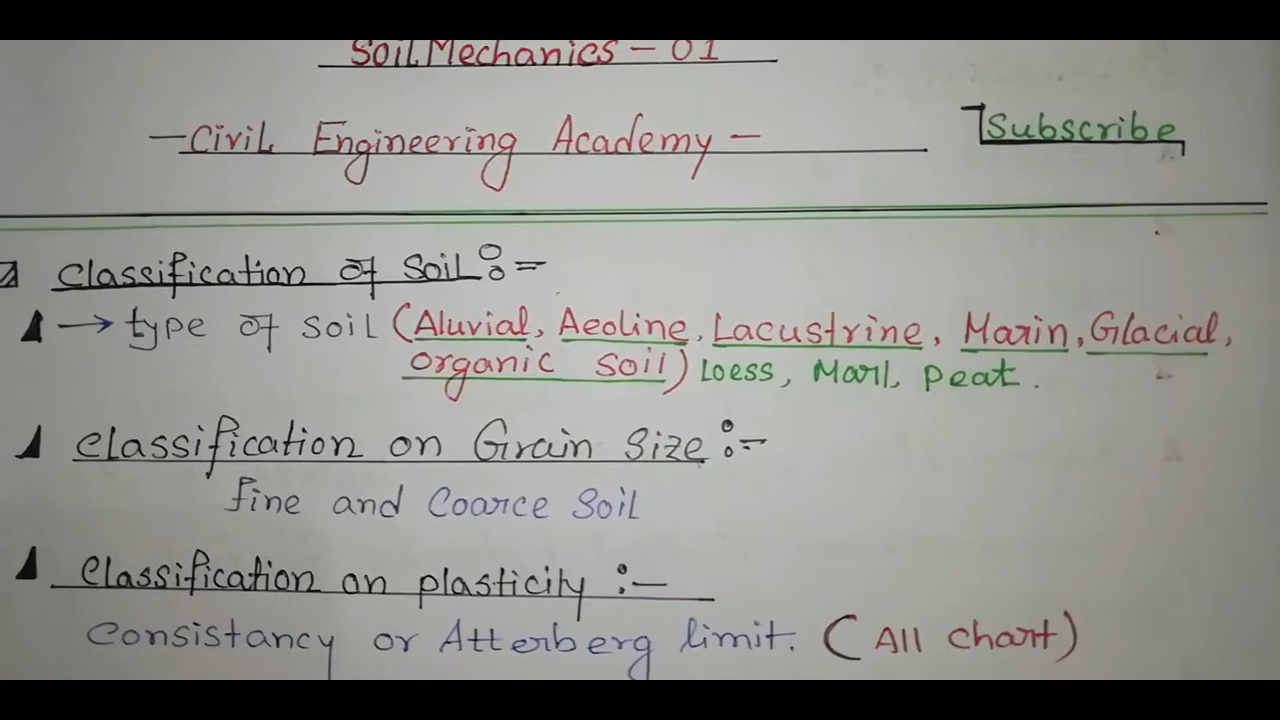 Soil Mechanics - 01
- Civil Engineering Academy -
Subscribe
Classification of Soil :-
→ type of soil (Aluvial, Aeoline, Lacustrine, Marin, Glacial,
organic soil) Loess, Marl, Peat.
Classification on Grain Size :-
fine and Coarce Soil
Classification on plasticity :-
Consistancy or Atterberg limit. (All chart)